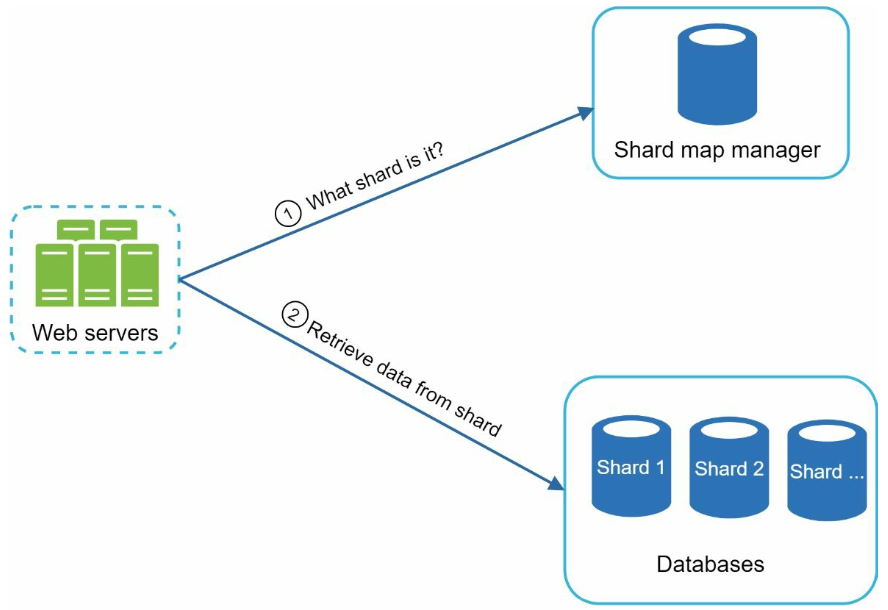 Shard map manager
1 What shard is it?
Web servers
2 Retrieve data from shard
Shard 1
Shard 2
Shard ...
Databases